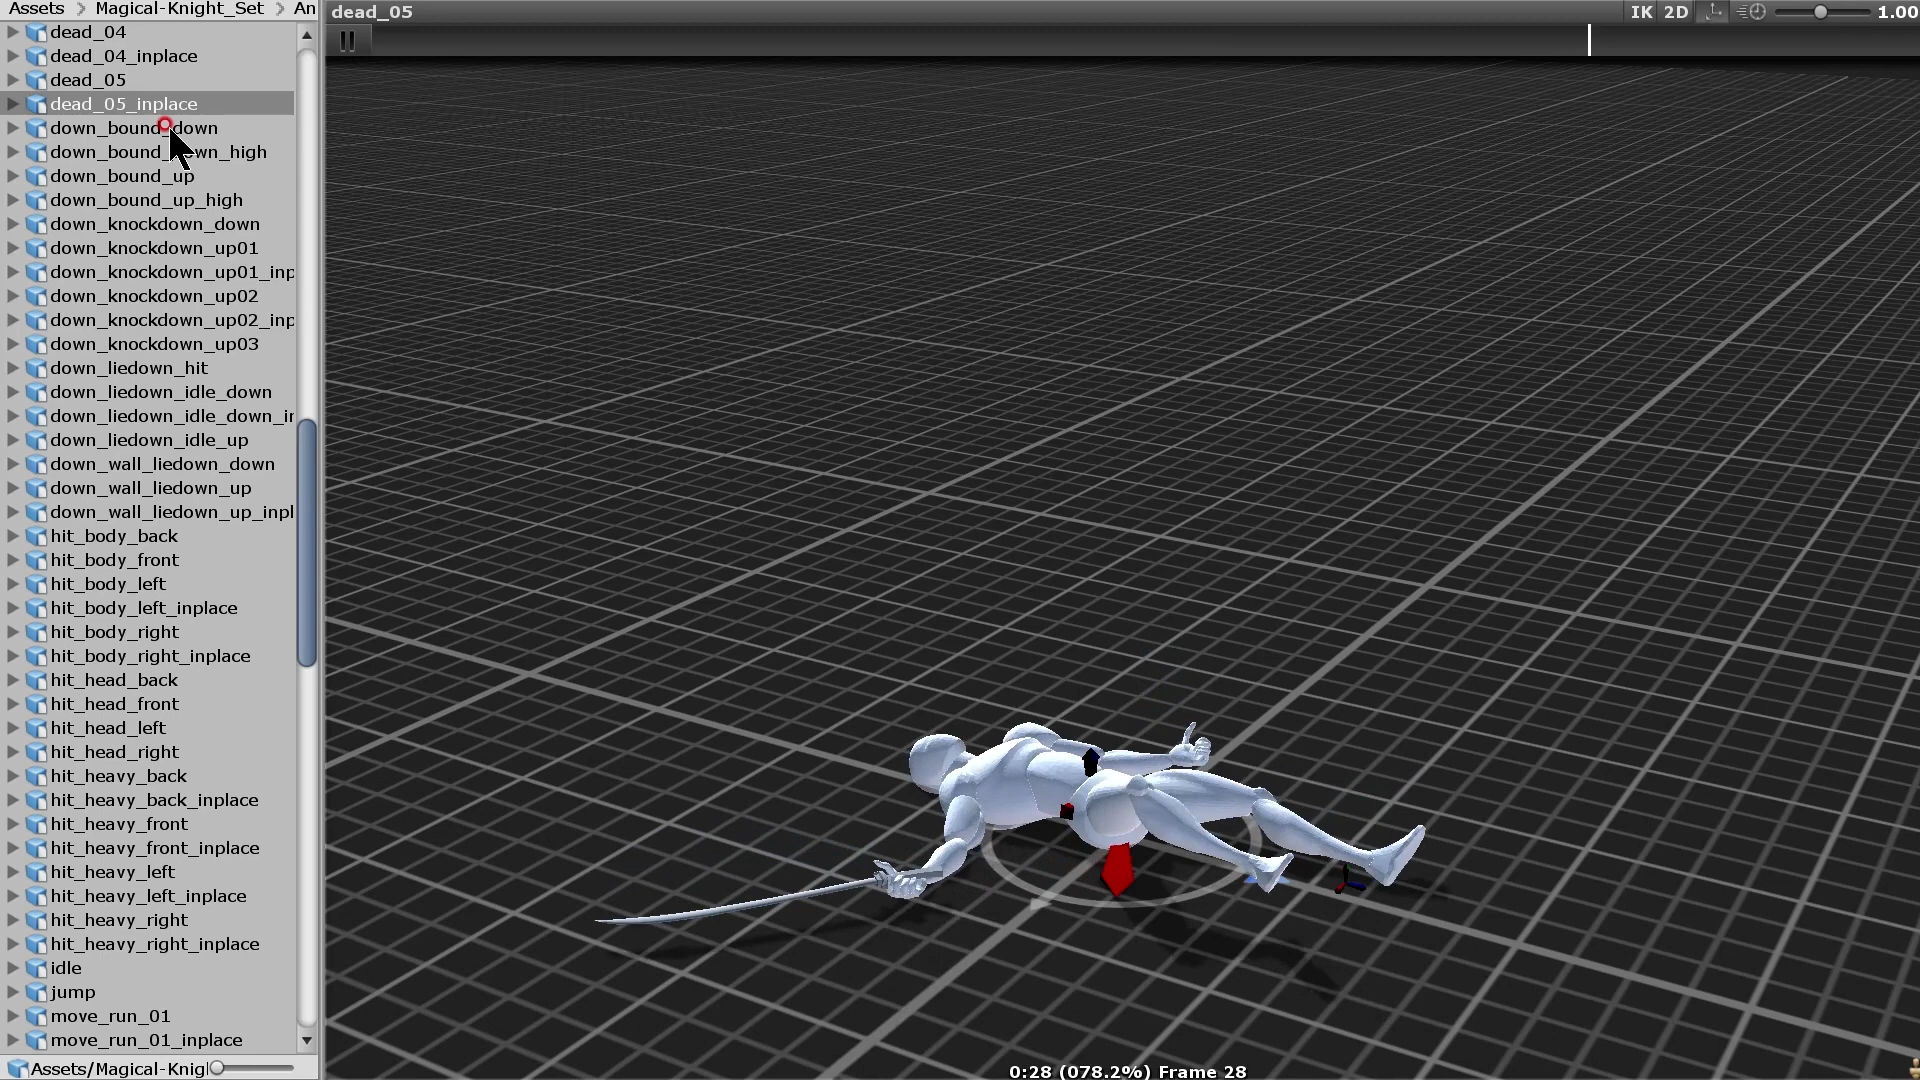 Assets > Magical-Knight_Set > An
dead_04
dead_04_inplace
dead_05
dead_05_inplace
down_bound_down
down_bound_down_high
down_bound_up
down_bound_up_high
down_knockdown_down
down_knockdown_up01
down_knockdown_up01_inp
down_knockdown_up02
down_knockdown_up02_inp
down_knockdown_up03
down_liedown_hit
down_liedown_idle_down
down_liedown_idle_down_ir
down_liedown_idle_up
down_wall_liedown_down
down_wall_liedown_up
down_wall_liedown_up_inpl
hit_body_back
hit_body_front
hit_body_left
hit_body_left_inplace
hit_body_right
hit_body_right_inplace
hit_head_back
hit_head_front
hit_head_left
hit_head_right
hit_heavy_back
hit_heavy_back_inplace
hit_heavy_front
hit_heavy_front_inplace
hit_heavy_left
hit_heavy_left_inplace
hit_heavy_right
hit_heavy_right_inplace
idle
jump
move_run_01
move_run_01_inplace
Assets/Magical-Knig
dead_05
IK 2D 1.00
0:28 (078.2%) Frame 28